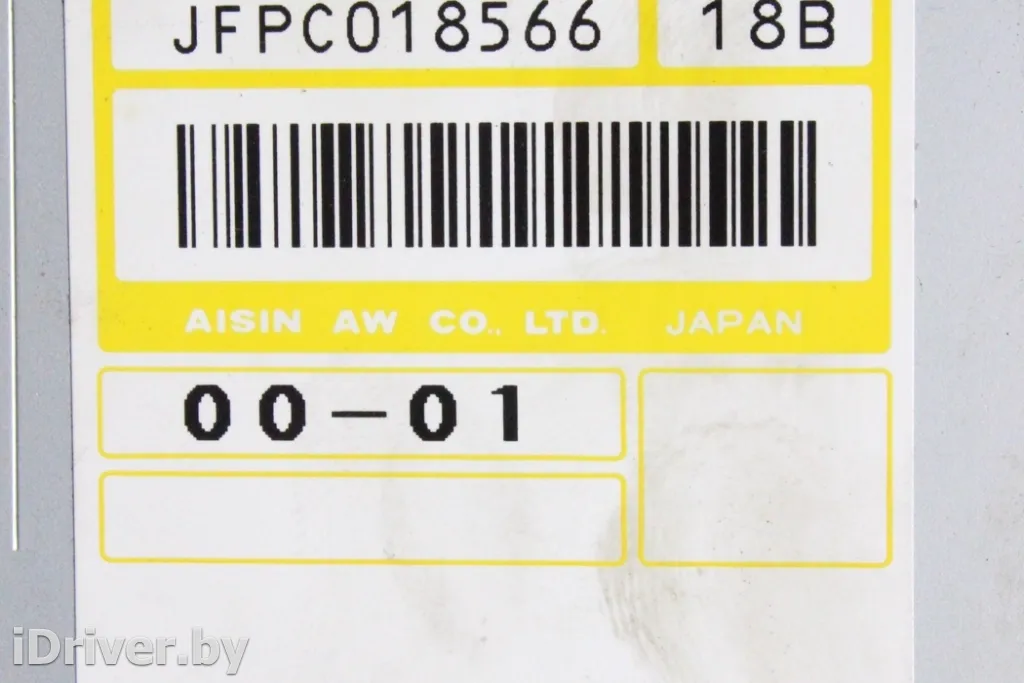 JFPC018566 18B
AISIN AW CO., LTD. JAPAN
00-01
iDriver.by